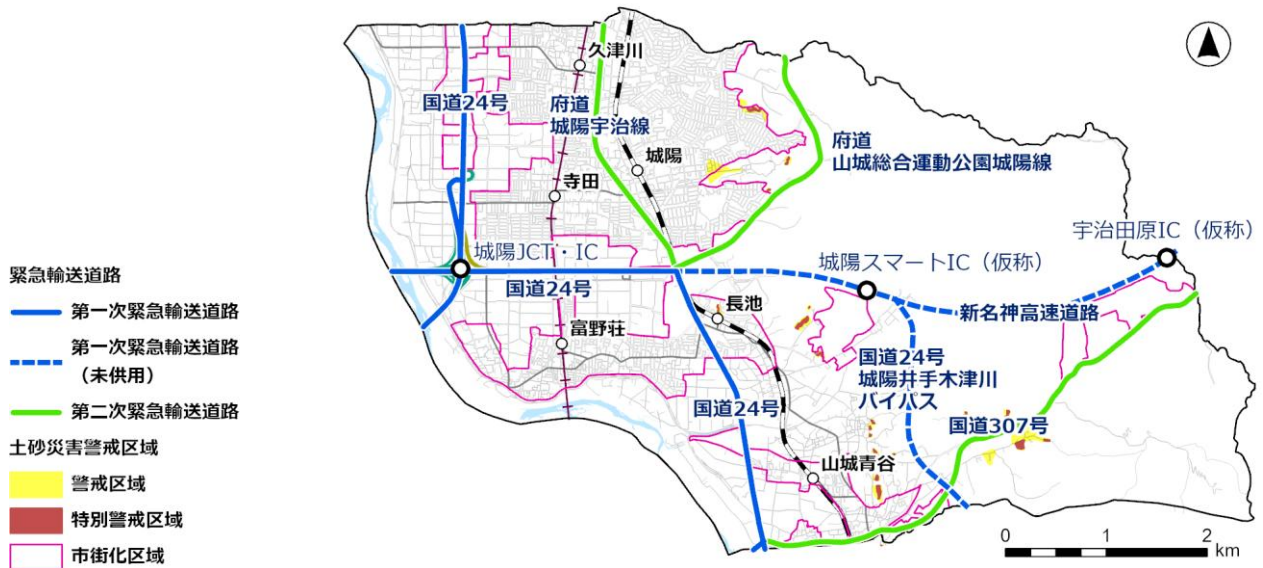 久津川
国道24号
府道
城陽宇治線
城陽
府道
山城総合運動公園城陽線
寺田
宇治田原IC（仮称）
城陽JCT・IC
城陽スマートIC（仮称）
緊急輸送道路
国道24号
新名神高速道路
第一次緊急輸送道路
長池
富野荘
第一次緊急輸送道路
（未供用）
国道24号
城陽井手木津川
バイパス
第二次緊急輸送道路
国道24号
国道307号
土砂災害警戒区域
山城青谷
警戒区域
特別警戒区域
市街化区域
0 1 2
km